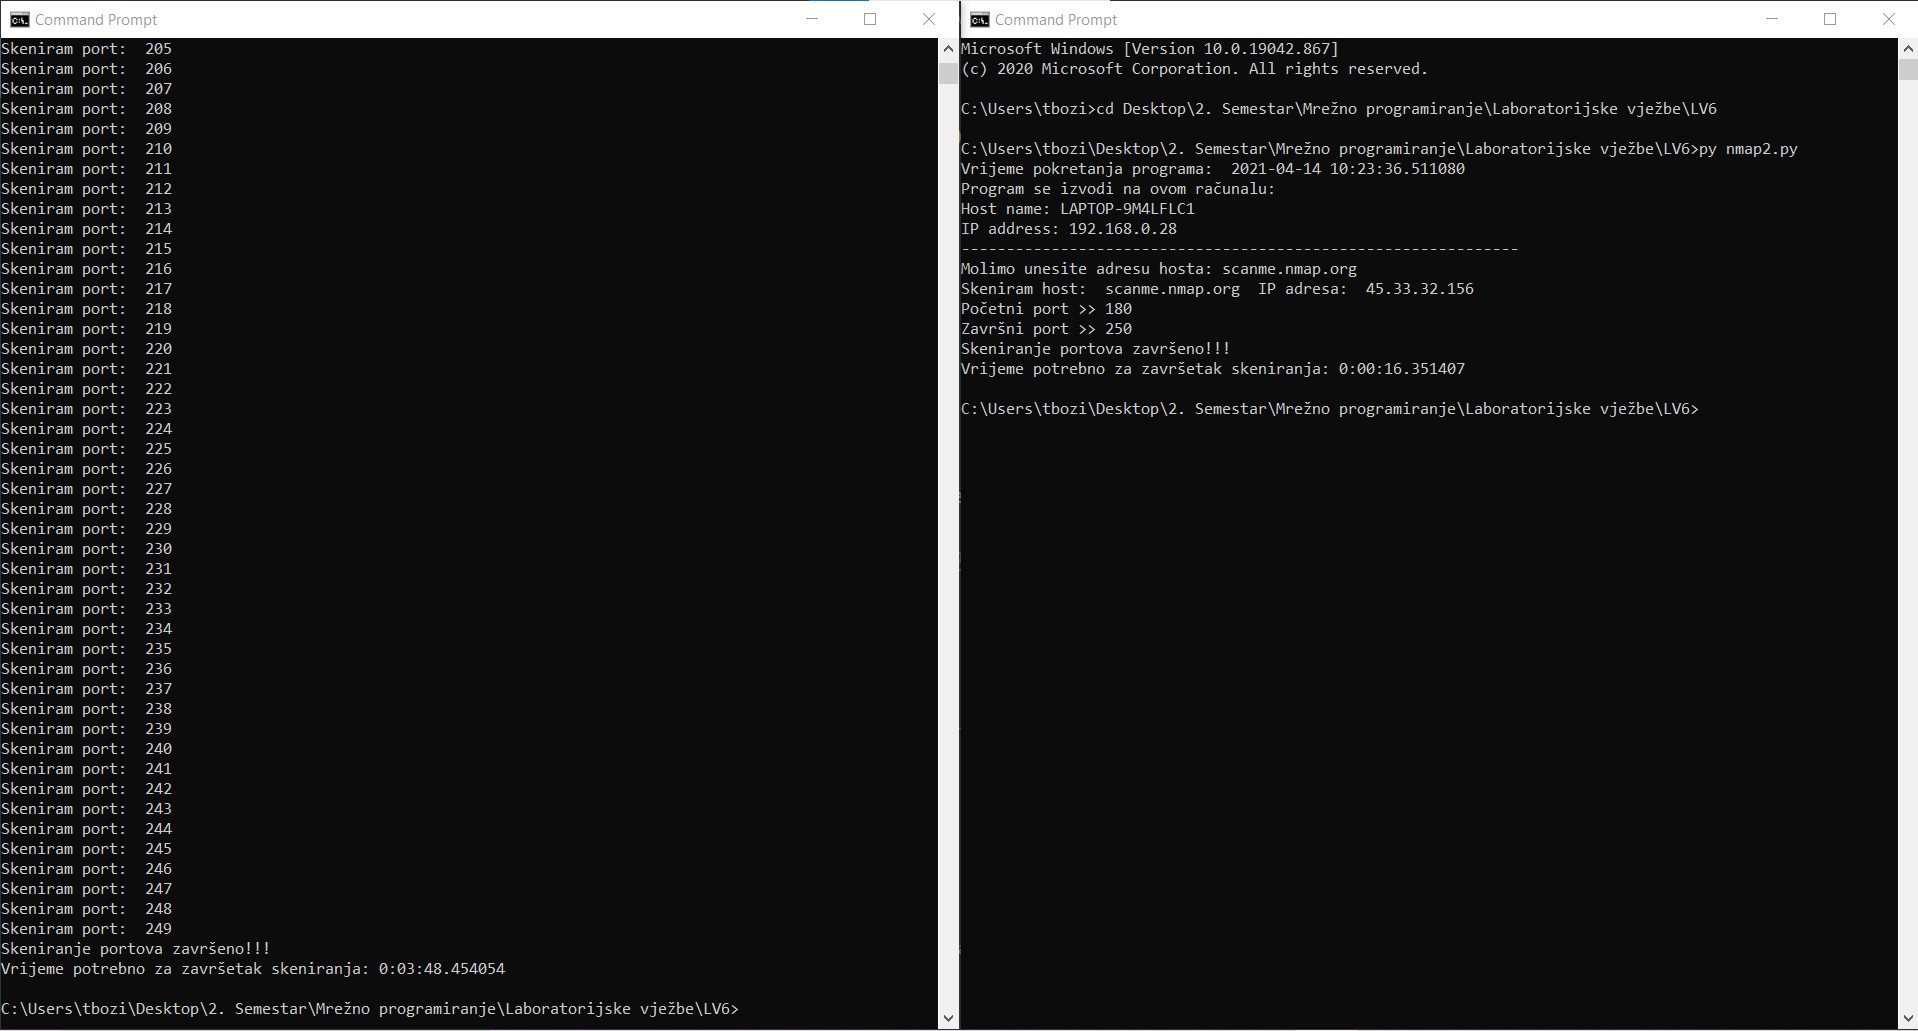 Command Prompt
Skeniram port:  205
Skeniram port:  206
Skeniram port:  207
Skeniram port:  208
Skeniram port:  209
Skeniram port:  210
Skeniram port:  211
Skeniram port:  212
Skeniram port:  213
Skeniram port:  214
Skeniram port:  215
Skeniram port:  216
Skeniram port:  217
Skeniram port:  218
Skeniram port:  219
Skeniram port:  220
Skeniram port:  221
Skeniram port:  222
Skeniram port:  223
Skeniram port:  224
Skeniram port:  225
Skeniram port:  226
Skeniram port:  227
Skeniram port:  228
Skeniram port:  229
Skeniram port:  230
Skeniram port:  231
Skeniram port:  232
Skeniram port:  233
Skeniram port:  234
Skeniram port:  235
Skeniram port:  236
Skeniram port:  237
Skeniram port:  238
Skeniram port:  239
Skeniram port:  240
Skeniram port:  241
Skeniram port:  242
Skeniram port:  243
Skeniram port:  244
Skeniram port:  245
Skeniram port:  246
Skeniram port:  247
Skeniram port:  248
Skeniram port:  249
Skeniranje portova završeno!!!
Vrijeme potrebno za završetak skeniranja: 0:03:48.454054
C:\Users\tbozi\Desktop\2. Semestar\Mrežno programiranje\Laboratorijske vježbe\LV6>
Command Prompt
Microsoft Windows [Version 10.0.19042.867]
(c) 2020 Microsoft Corporation. All rights reserved.
C:\Users\tbozi>cd Desktop\2. Semestar\Mrežno programiranje\Laboratorijske vježbe\LV6
C:\Users\tbozi\Desktop\2. Semestar\Mrežno programiranje\Laboratorijske vježbe\LV6>py nmap2.py
Vrijeme pokretanja programa:  2021-04-14 10:23:36.511080
Program se izvodi na ovom računalu:
Host name: LAPTOP-9M4LFLC1
IP address: 192.168.0.28
--------------------------------------------------------------
Molimo unesite adresu hosta: scanme.nmap.org
Skeniram host:  scanme.nmap.org  IP adresa:  45.33.32.156
Početni port >> 180
Završni port >> 250
Skeniranje portova završeno!!!
Vrijeme potrebno za završetak skeniranja: 0:00:16.351407
C:\Users\tbozi\Desktop\2. Semestar\Mrežno programiranje\Laboratorijske vježbe\LV6>